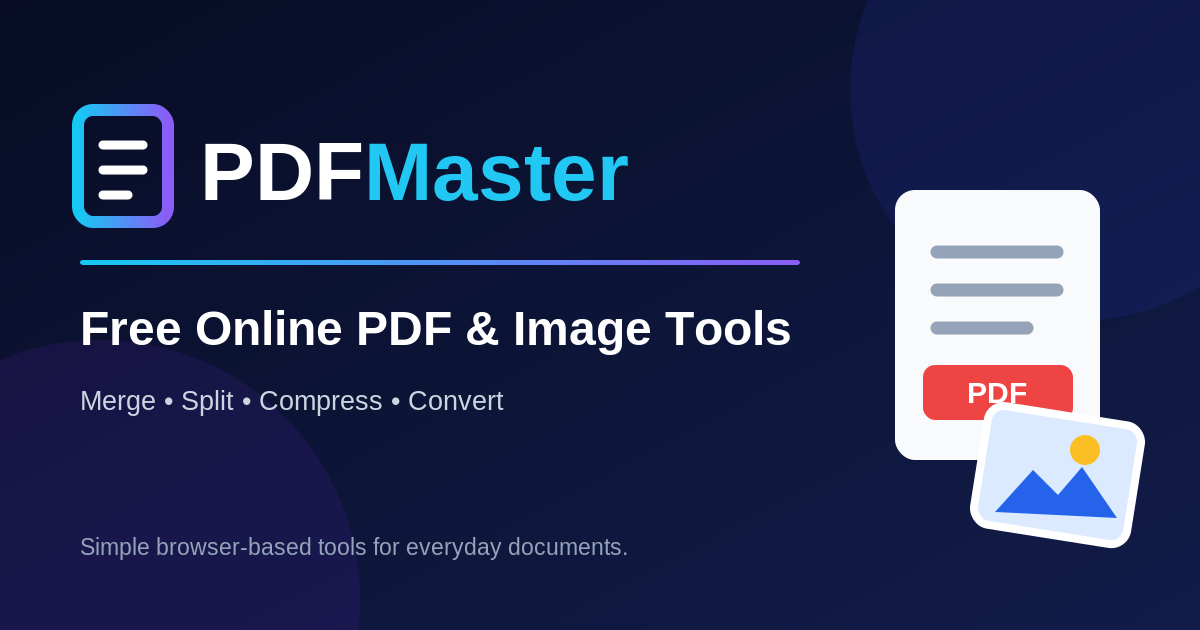 PDFMaster
Free Online PDF & Image Tools
Merge • Split • Compress • Convert
Simple browser-based tools for everyday documents.
PDF